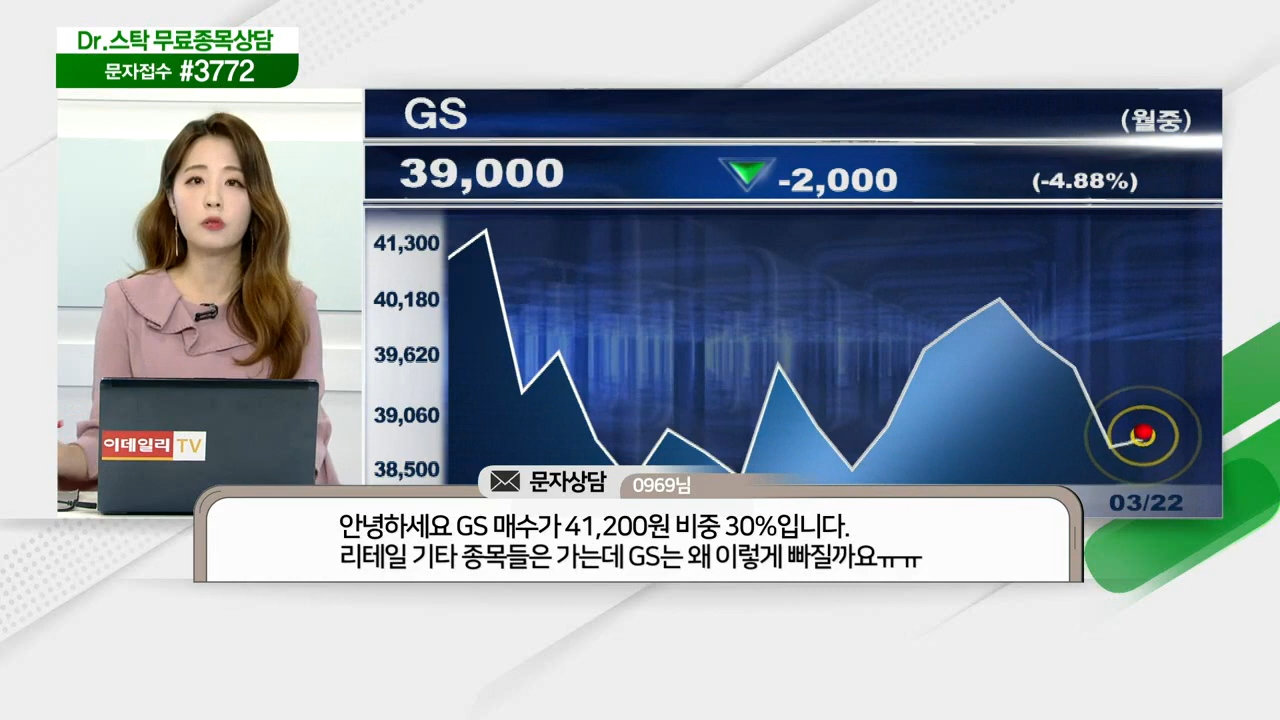 Dr.스탁 무료종목상담
문자접수 #3772
GS
(월중)
39,000
-2,000
(-4.88%)
41,300
40,180
39,620
39,060
38,500
03/22
이데일리TV
문자상담
0969님
안녕하세요 GS 매수가 41,200원 비중 30%입니다.
리테일 기타 종목들은 가는데 GS는 왜 이렇게 빠질까요ㅠㅠ